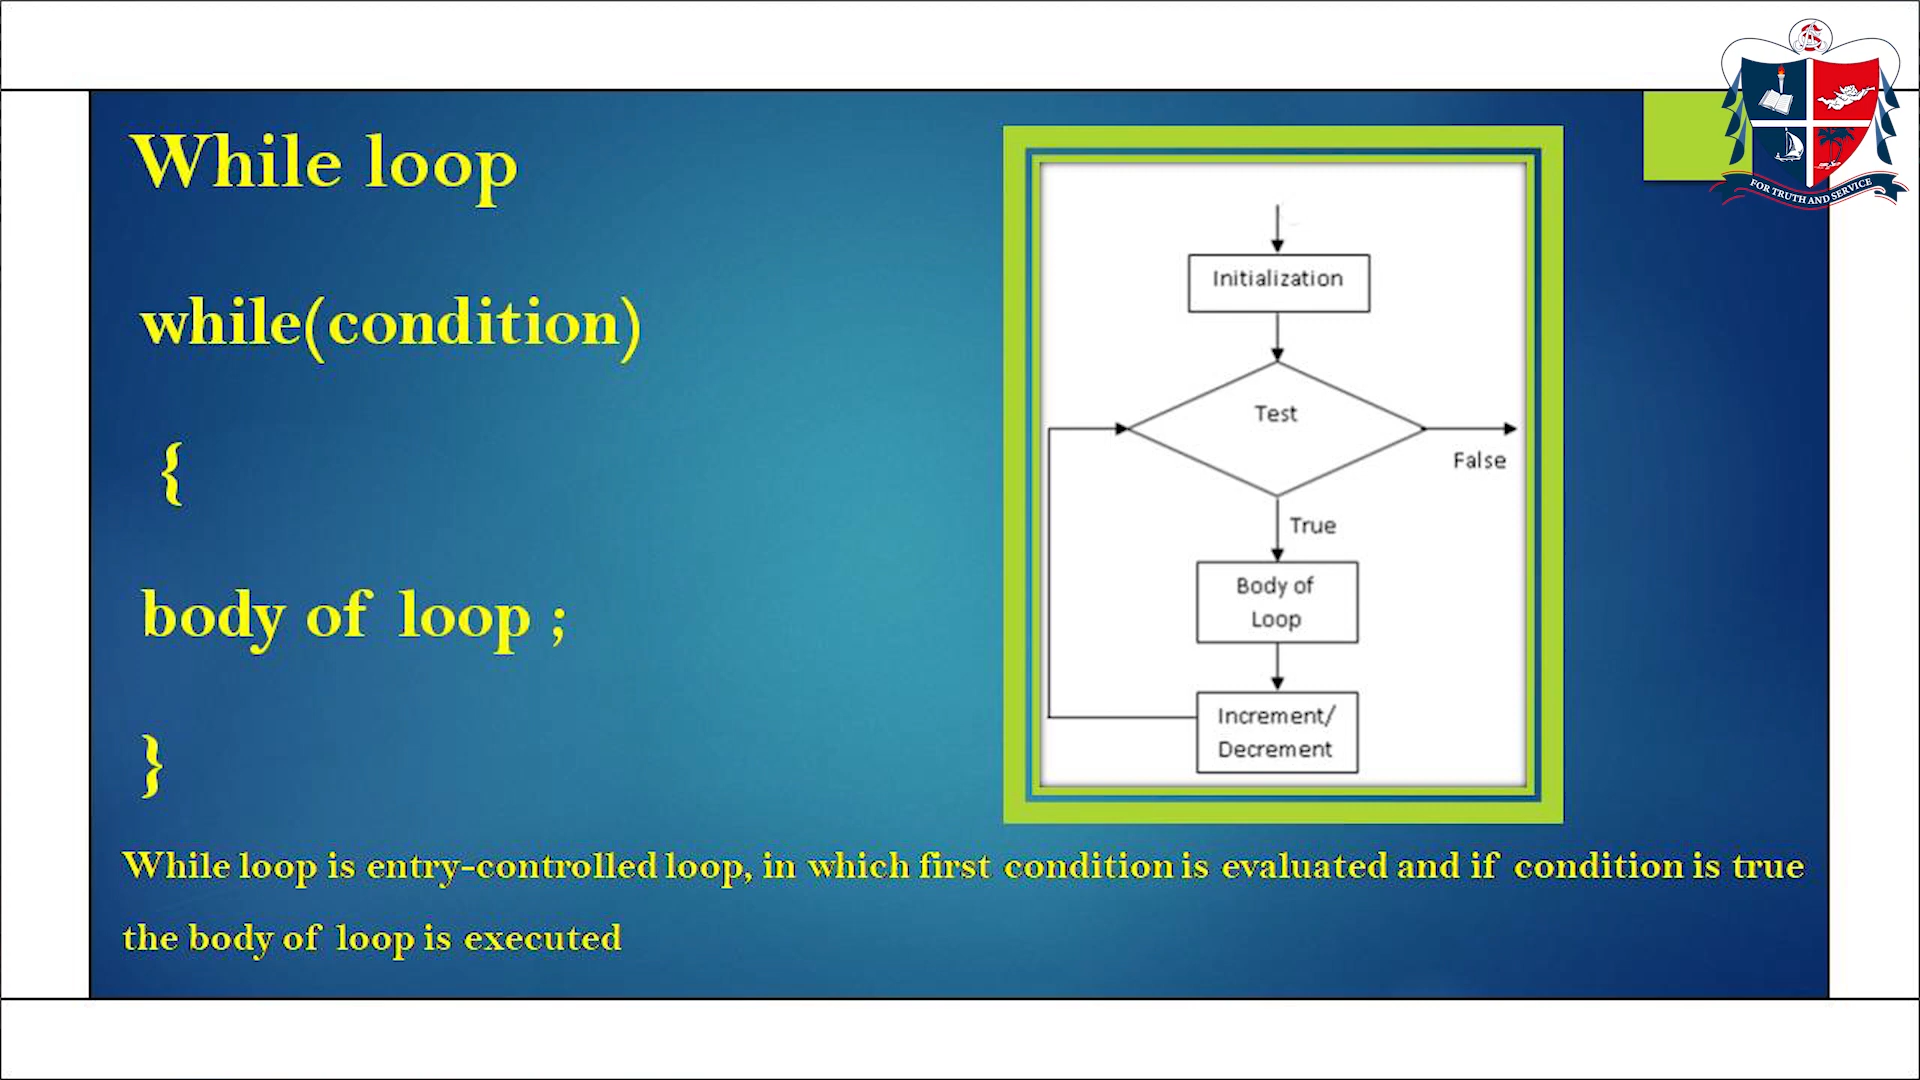 While loop
while(condition)
{
body of loop ;
}
Initialization
Test
False
True
Body of
Loop
Increment/
Decrement
While loop is entry-controlled loop, in which first condition is evaluated and if condition is true
the body of loop is executed
FOR TRUTH AND SERVICE